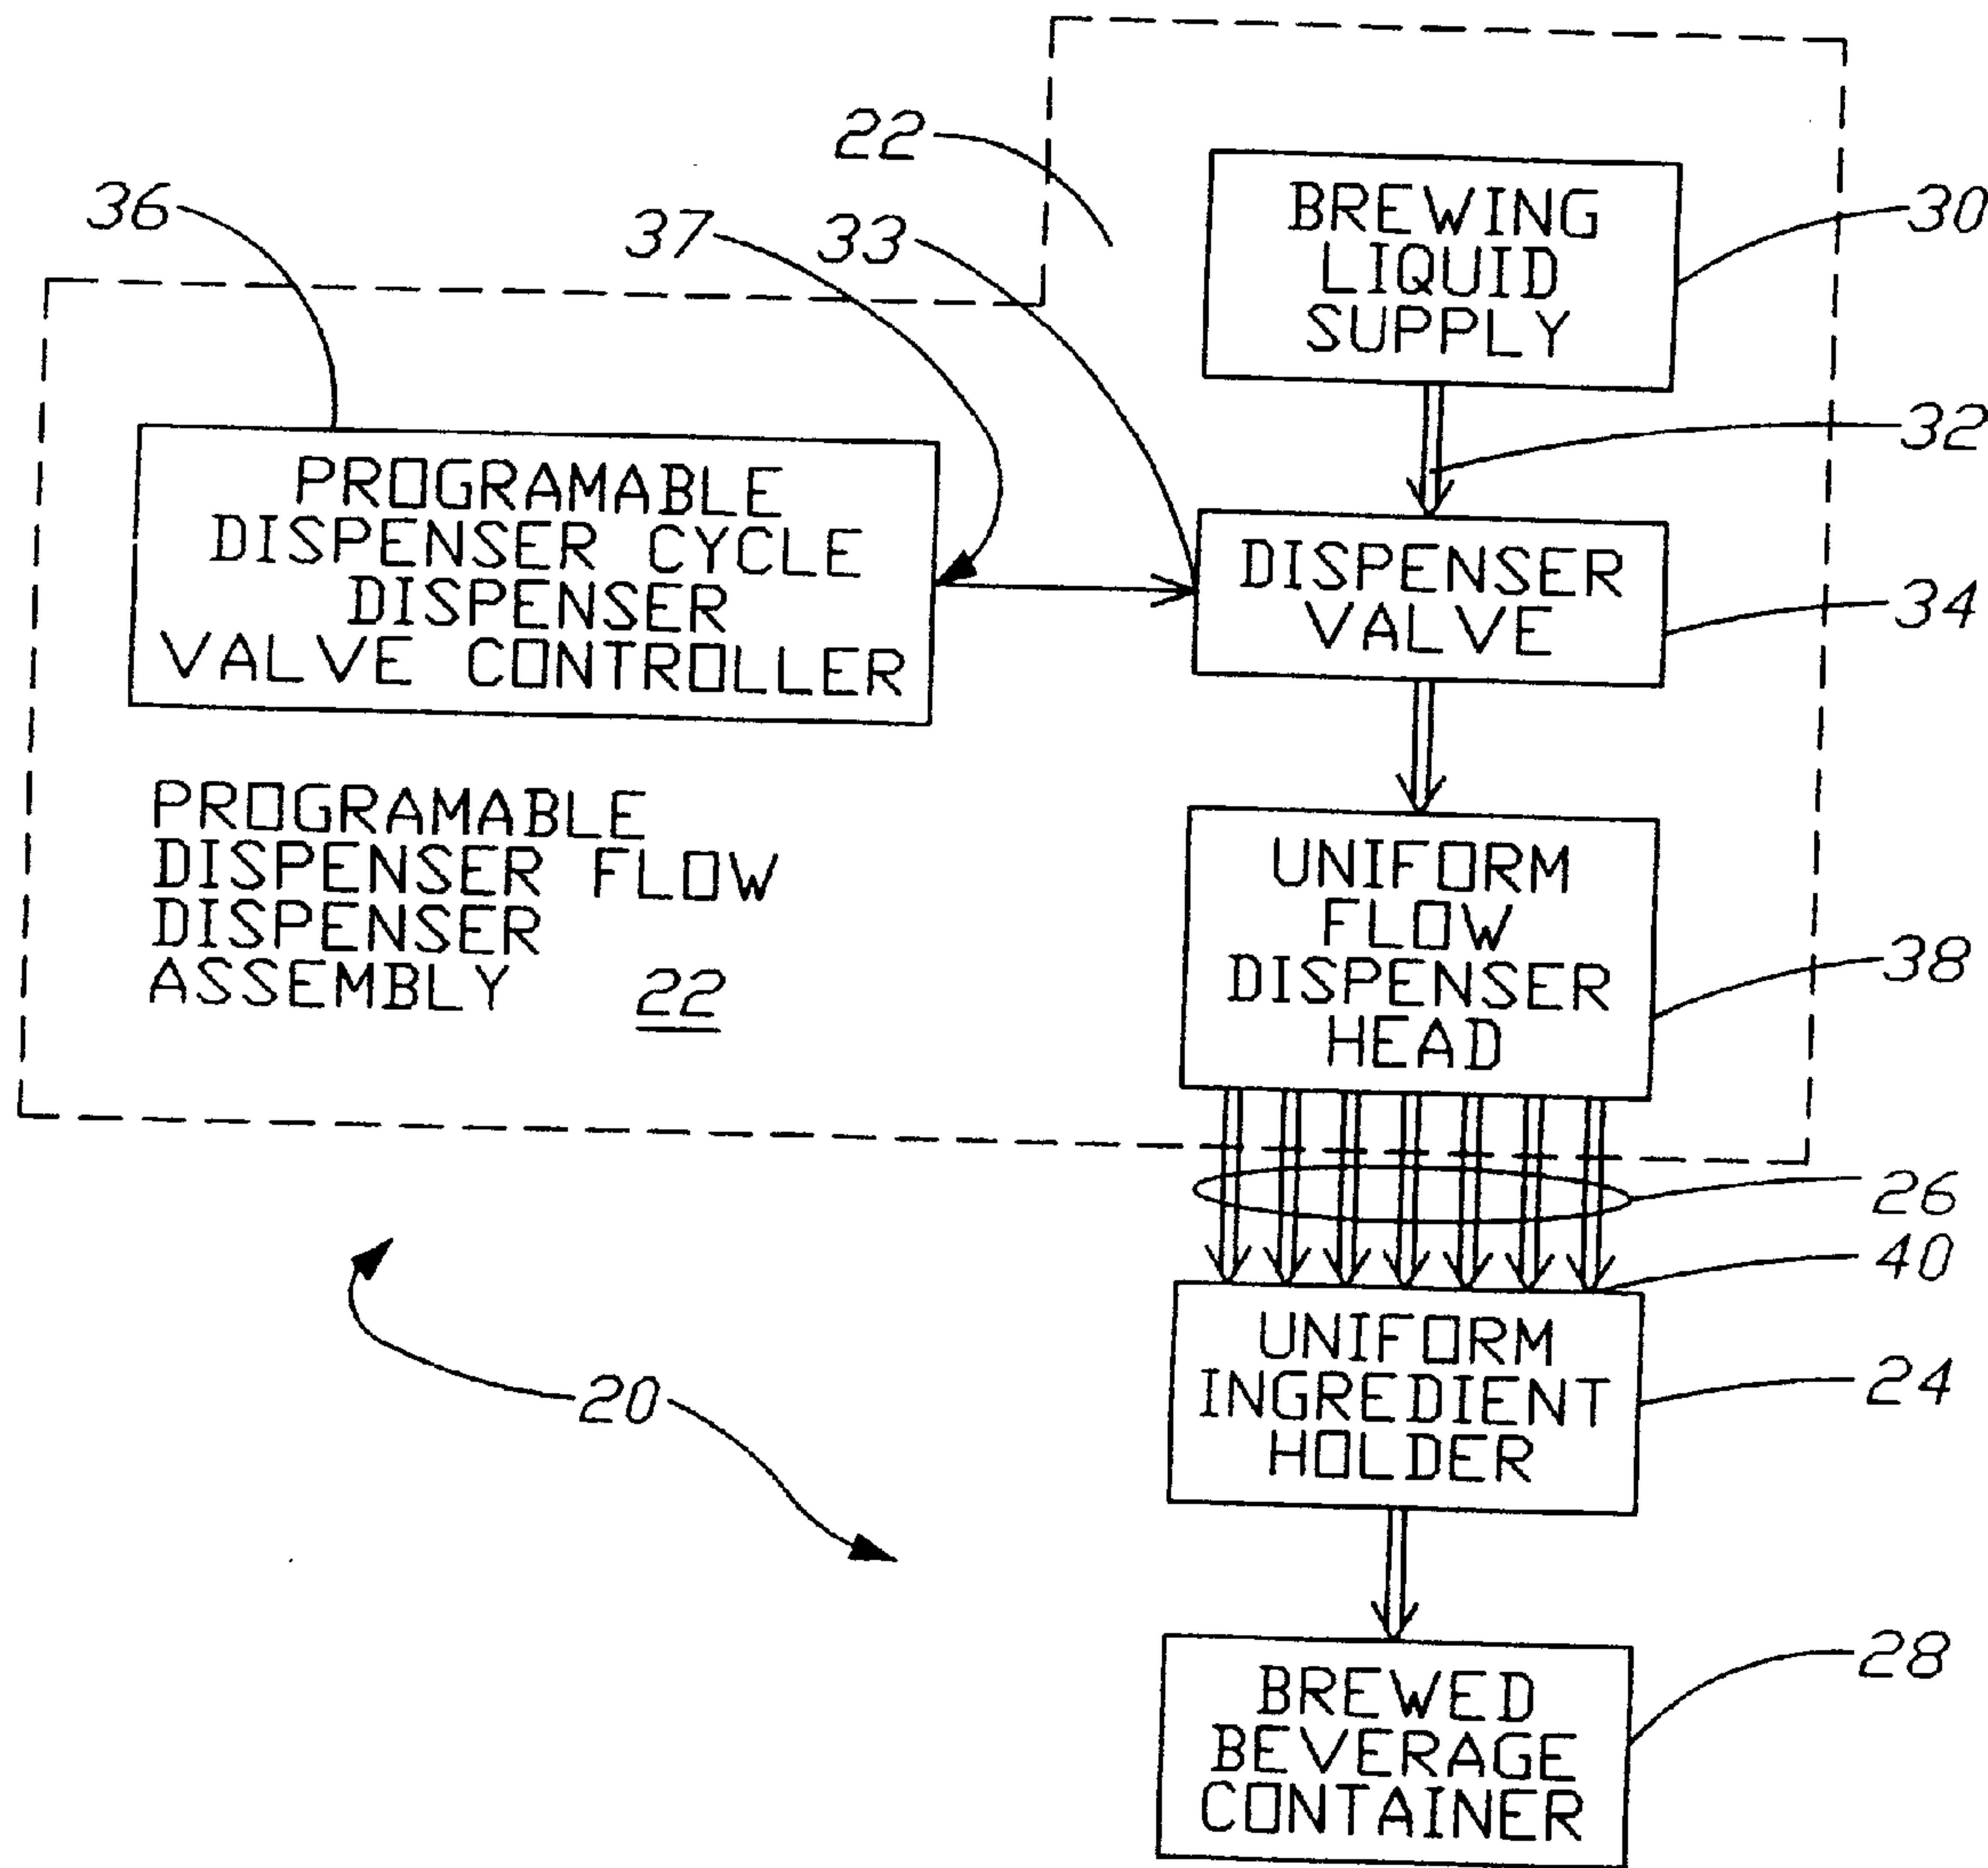 22
BREWING
LIQUID
SUPPLY
30
36
37
33
32
PROGRAMABLE
DISPENSER CYCLE
DISPENSER
VALVE CONTROLLER
DISPENSER
VALVE
34
PROGRAMABLE
DISPENSER FLOW
DISPENSER
ASSEMBLY 22
UNIFORM
FLOW
DISPENSER
HEAD
38
26
40
UNIFORM
INGREDIENT
HOLDER
24
20
BREWED
BEVERAGE
CONTAINER
28